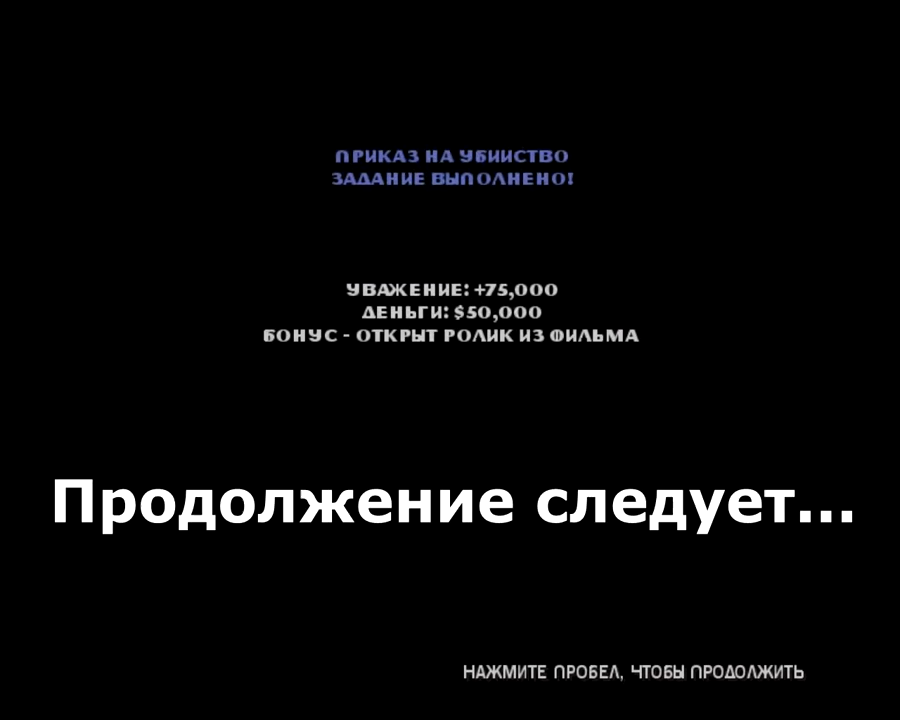 ПРИКАЗ НА УБИИСТВО
ЗАДАНИЕ ВЫПОЛНЕНО!
УВАЖЕНИЕ: +75,000
ДЕНЬГИ: $50,000
БОНУС - ОТКРЫТ РОЛИК ИЗ ФИЛЬМА
Продолжение следует...
НАЖМИТЕ ПРОБЕЛ, ЧТОБЫ ПРОДОЛЖИТЬ